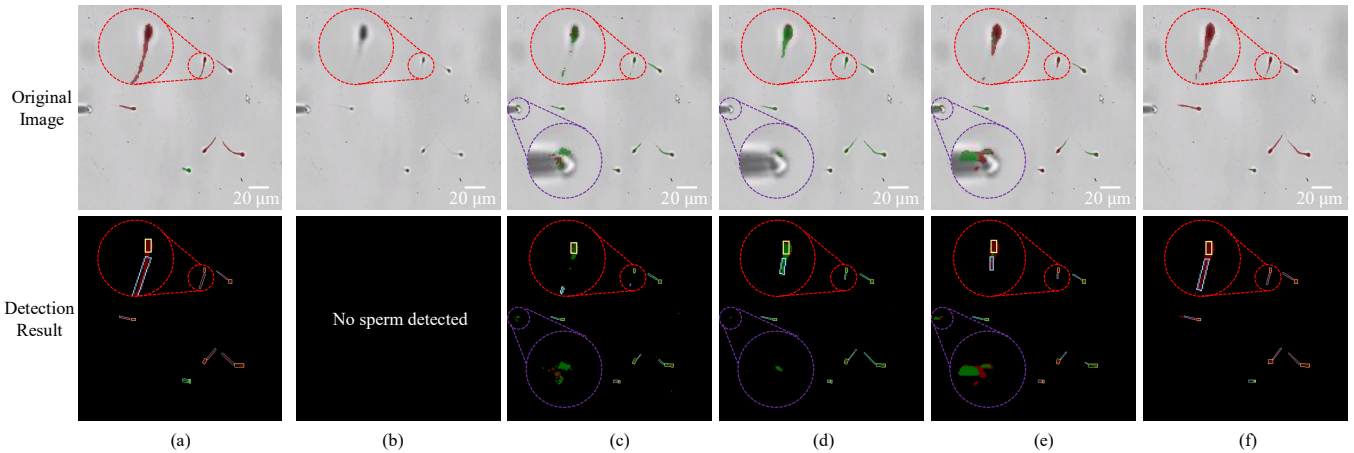 Original
Image
20 µm
20 µm
20 µm
20 µm
20 µm
20 µm
Detection
Result
No sperm detected
(a)
(b)
(c)
(d)
(e)
(f)